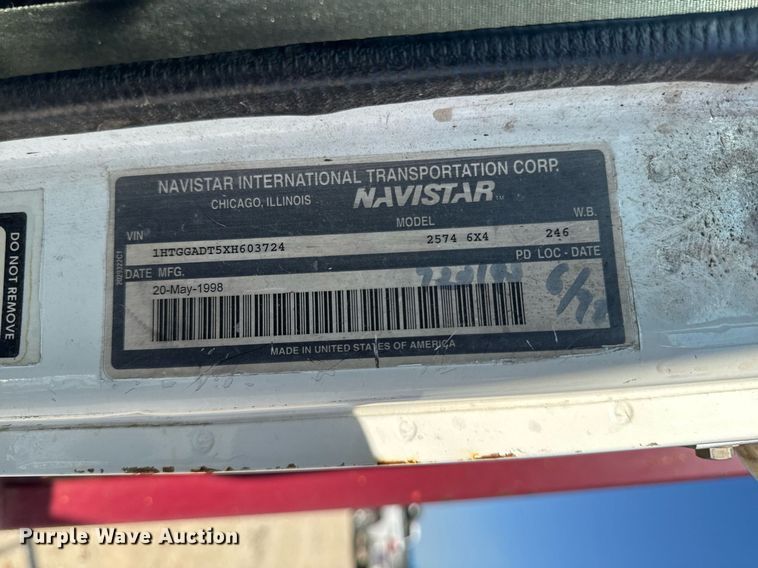 NAVISTAR INTERNATIONAL TRANSPORTATION CORP.
CHICAGO, ILLINOIS NAVISTAR™
VIN MODEL W.B.
1HTGGADT5XH603724 2574 6X4 246
DATE MFG. PD LOC - DATE
20-May-1998
MADE IN UNITED STATES OF AMERICA
DO NOT REMOVE
Purple Wave Auction